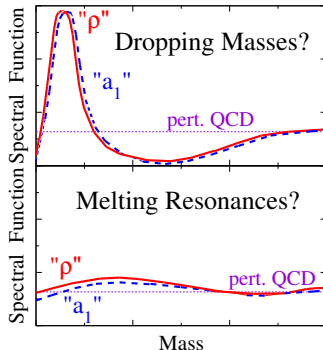 "ρ"
Dropping Masses?
"a₁"
pert. QCD
Spectral Function
Melting Resonances?
"ρ"
pert. QCD
"a₁"
Spectral Function
Mass